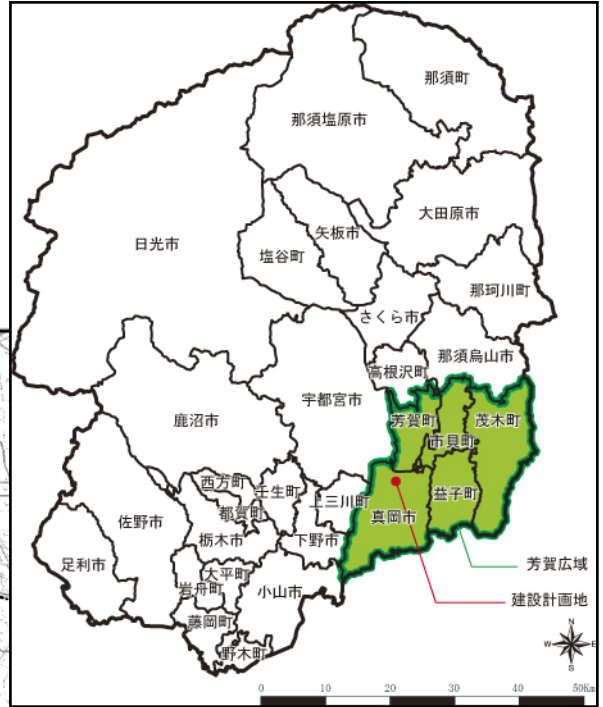 那須町
那須塩原市
大田原市
矢板市
日光市
塩谷町
那珂川町
さくら市
那須烏山市
高根沢町
宇都宮市
鹿沼市
芳賀町
茂木町
市貝町
西方町
壬生町
上三川町
益子町
都賀町
真岡市
佐野市
栃木市
下野市
足利市
大平町
岩舟町
小山市
藤岡町
野木町
芳賀広域
建設計画地
N
W E
S
0 10 20 30 40 50Km